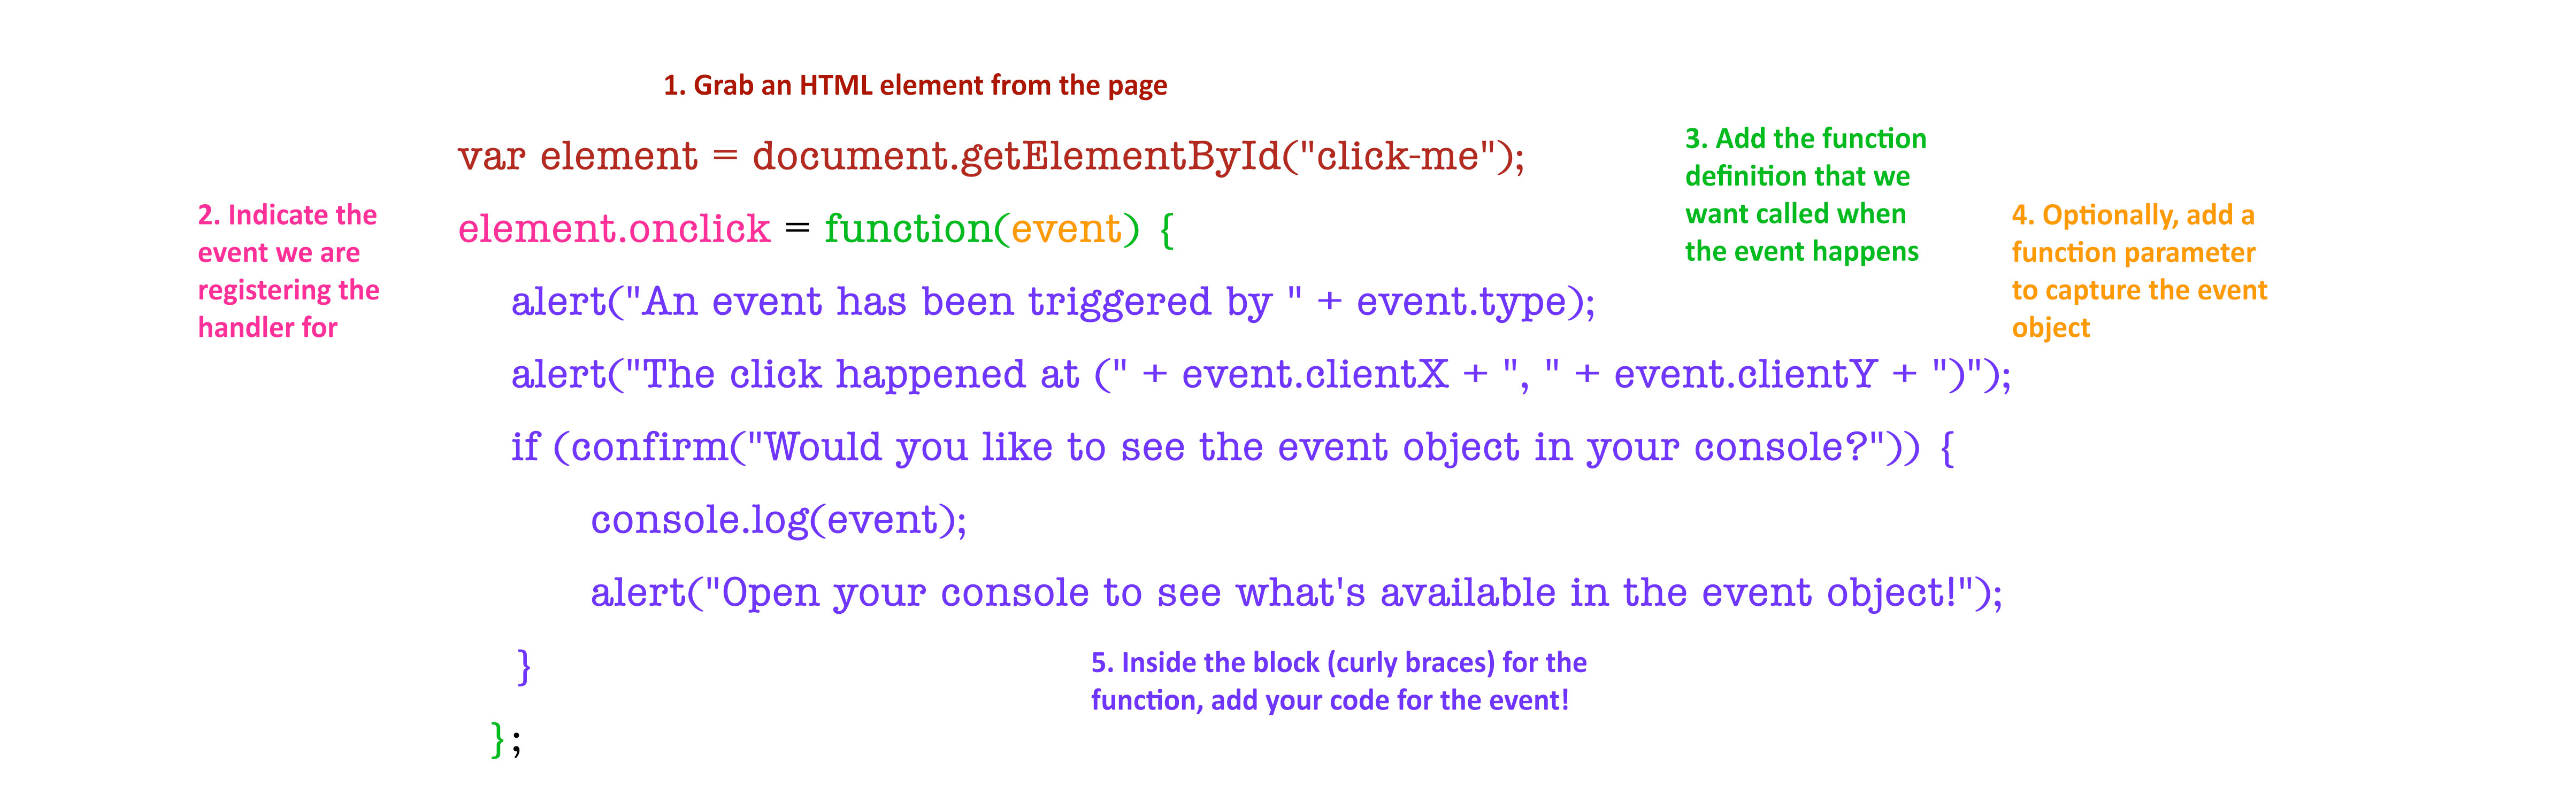 1. Grab an HTML element from the page
var element = document.getElementById("click-me");
2. Indicate the
event we are
registering the
handler for
element.onclick = function(event) {
3. Add the function
definition that we
want called when
the event happens
4. Optionally, add a
function parameter
to capture the event
object
alert("An event has been triggered by " + event.type);
alert("The click happened at (" + event.clientX + ", " + event.clientY + ")");
if (confirm("Would you like to see the event object in your console?")) {
console.log(event);
alert("Open your console to see what's available in the event object!");
}
5. Inside the block (curly braces) for the
function, add your code for the event!
};